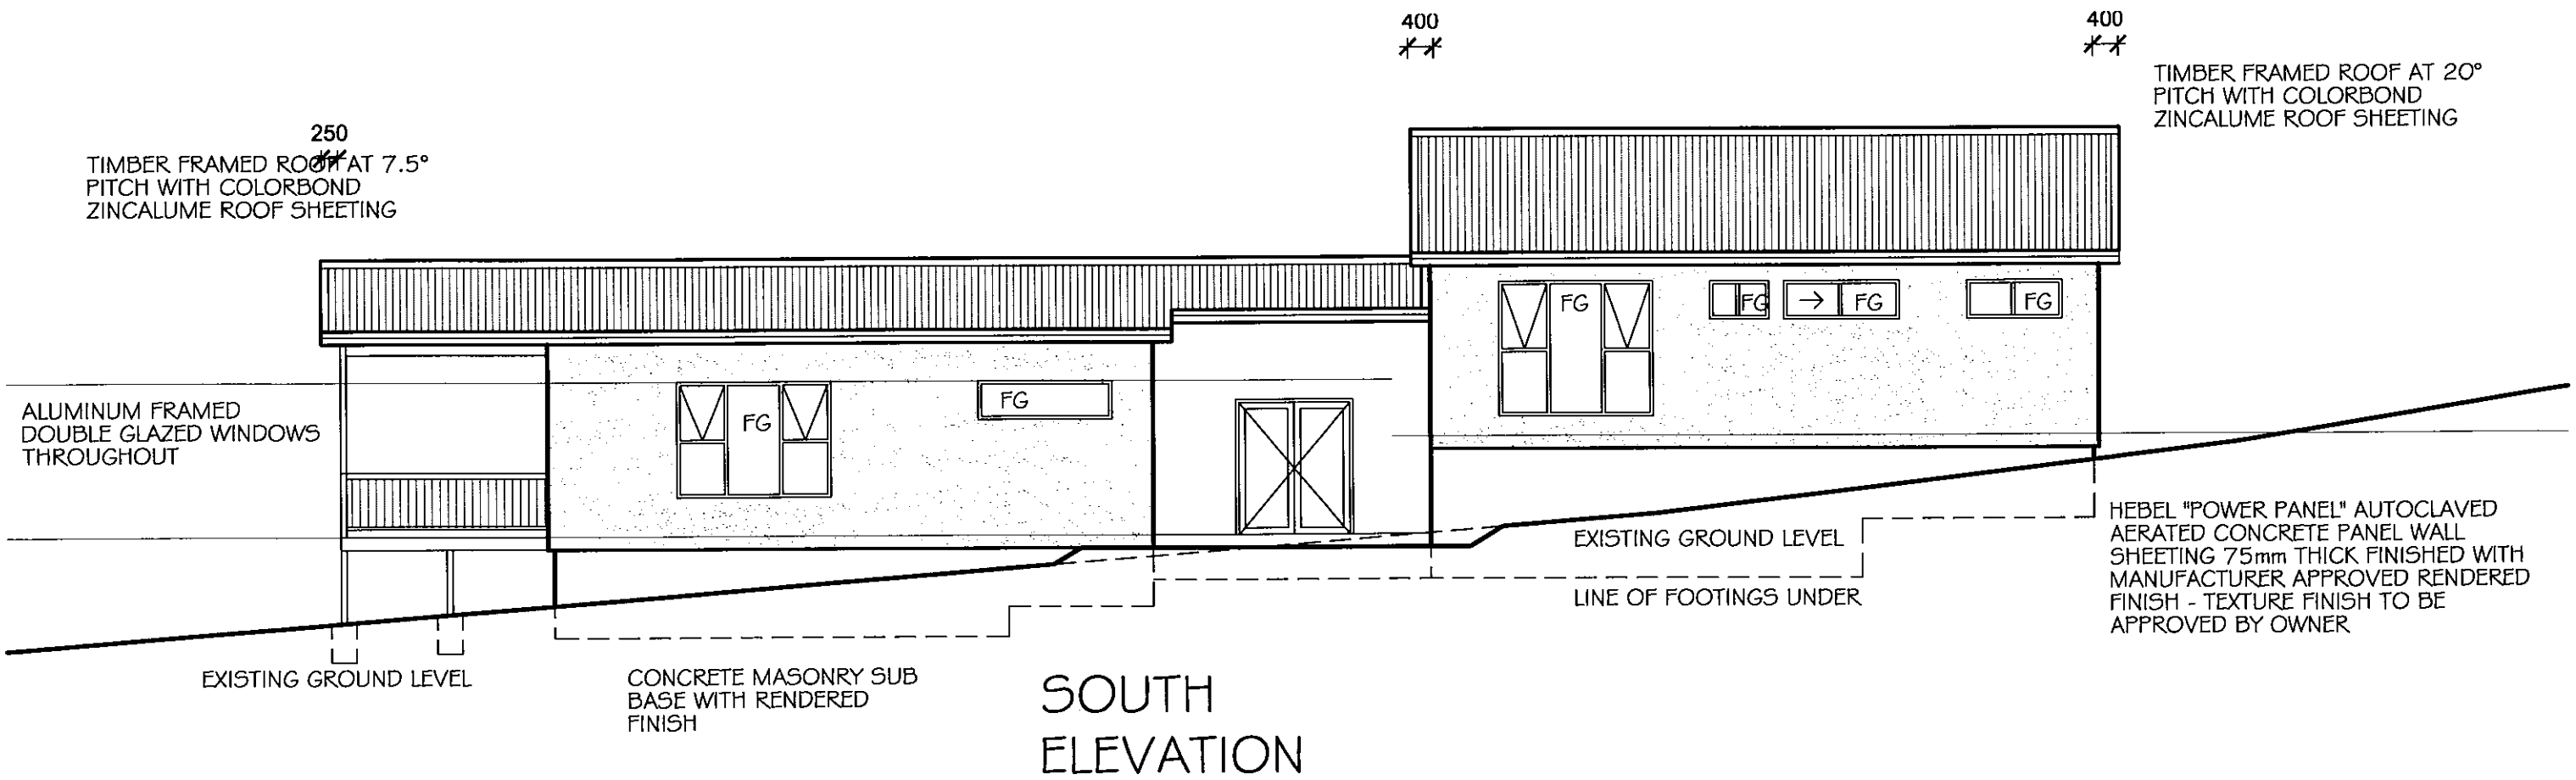 400
400
TIMBER FRAMED ROOF AT 20°
PITCH WITH COLORBOND
ZINCALUME ROOF SHEETING
250
TIMBER FRAMED ROOF AT 7.5°
PITCH WITH COLORBOND
ZINCALUME ROOF SHEETING
FG
FG
FG
FG
ALUMINUM FRAMED
DOUBLE GLAZED WINDOWS
THROUGHOUT
FG
FG
EXISTING GROUND LEVEL
LINE OF FOOTINGS UNDER
HEBEL "POWER PANEL" AUTOCLAVED
AERATED CONCRETE PANEL WALL
SHEETING 75mm THICK FINISHED WITH
MANUFACTURER APPROVED RENDERED
FINISH - TEXTURE FINISH TO BE
APPROVED BY OWNER
EXISTING GROUND LEVEL
CONCRETE MASONRY SUB
BASE WITH RENDERED
FINISH
SOUTH
ELEVATION